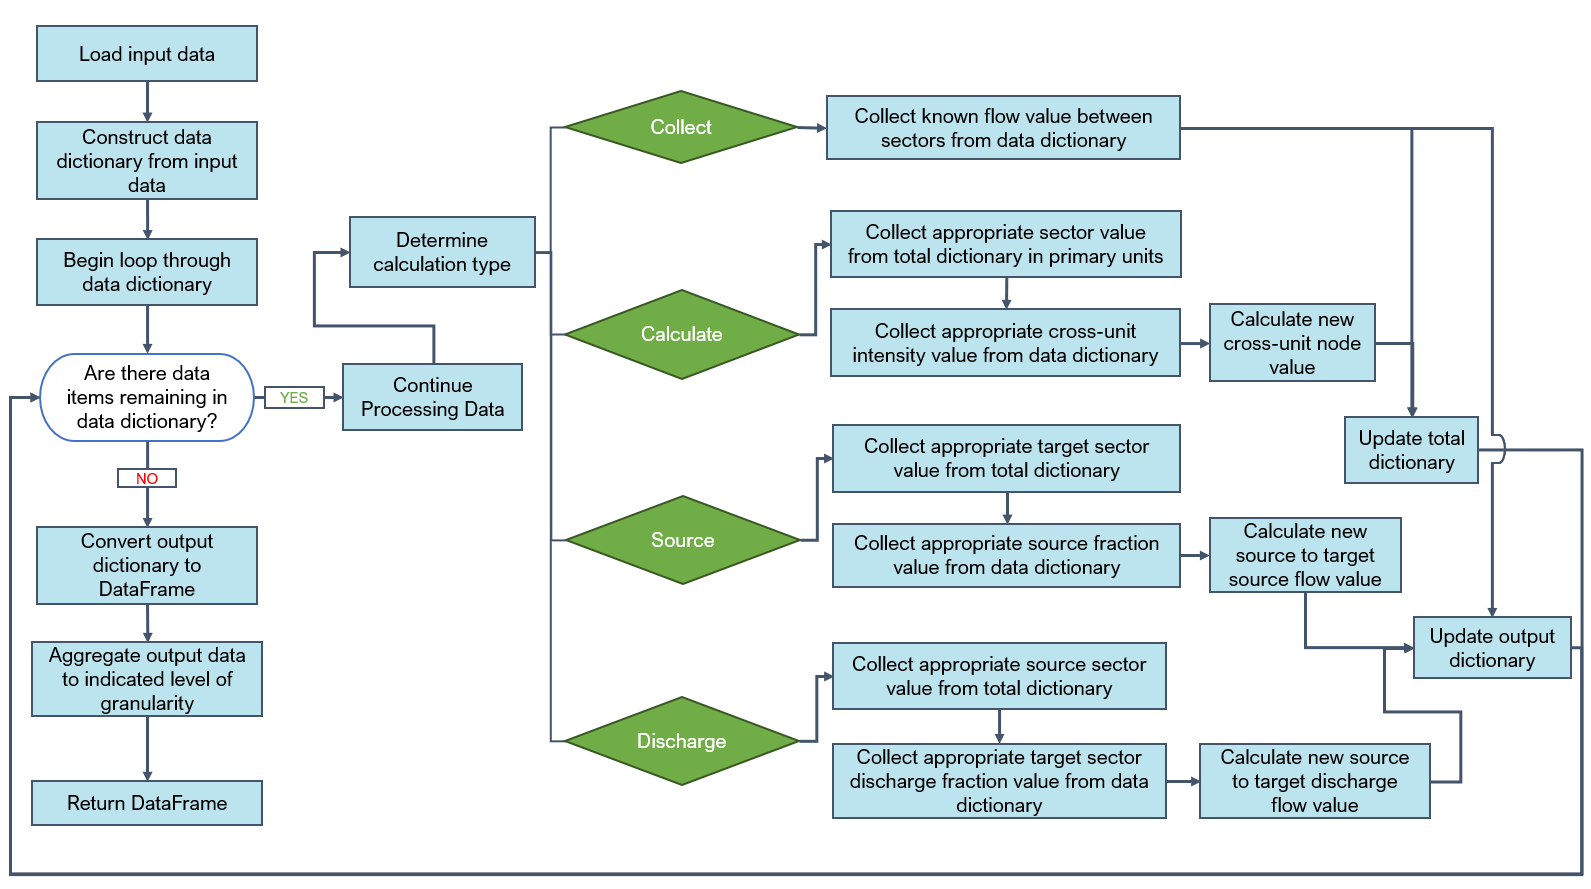 Load input data
Construct data
dictionary from input
data
Begin loop through
data dictionary
Are there data
items remaining in
data dictionary?
YES
NO
Convert output
dictionary to
DataFrame
Aggregate output data
to indicated level of
granularity
Return DataFrame
Continue
Processing Data
Determine
calculation type
Collect
Collect known flow value between
sectors from data dictionary
Calculate
Collect appropriate sector value
from total dictionary in primary units
Collect appropriate cross-unit
intensity value from data dictionary
Calculate new
cross-unit node
value
Update total
dictionary
Source
Collect appropriate target sector
value from total dictionary
Collect appropriate source fraction
value from data dictionary
Calculate new
source to target
source flow value
Update output
dictionary
Discharge
Collect appropriate source sector
value from total dictionary
Collect appropriate target sector
discharge fraction value from data
dictionary
Calculate new source
to target discharge
flow value